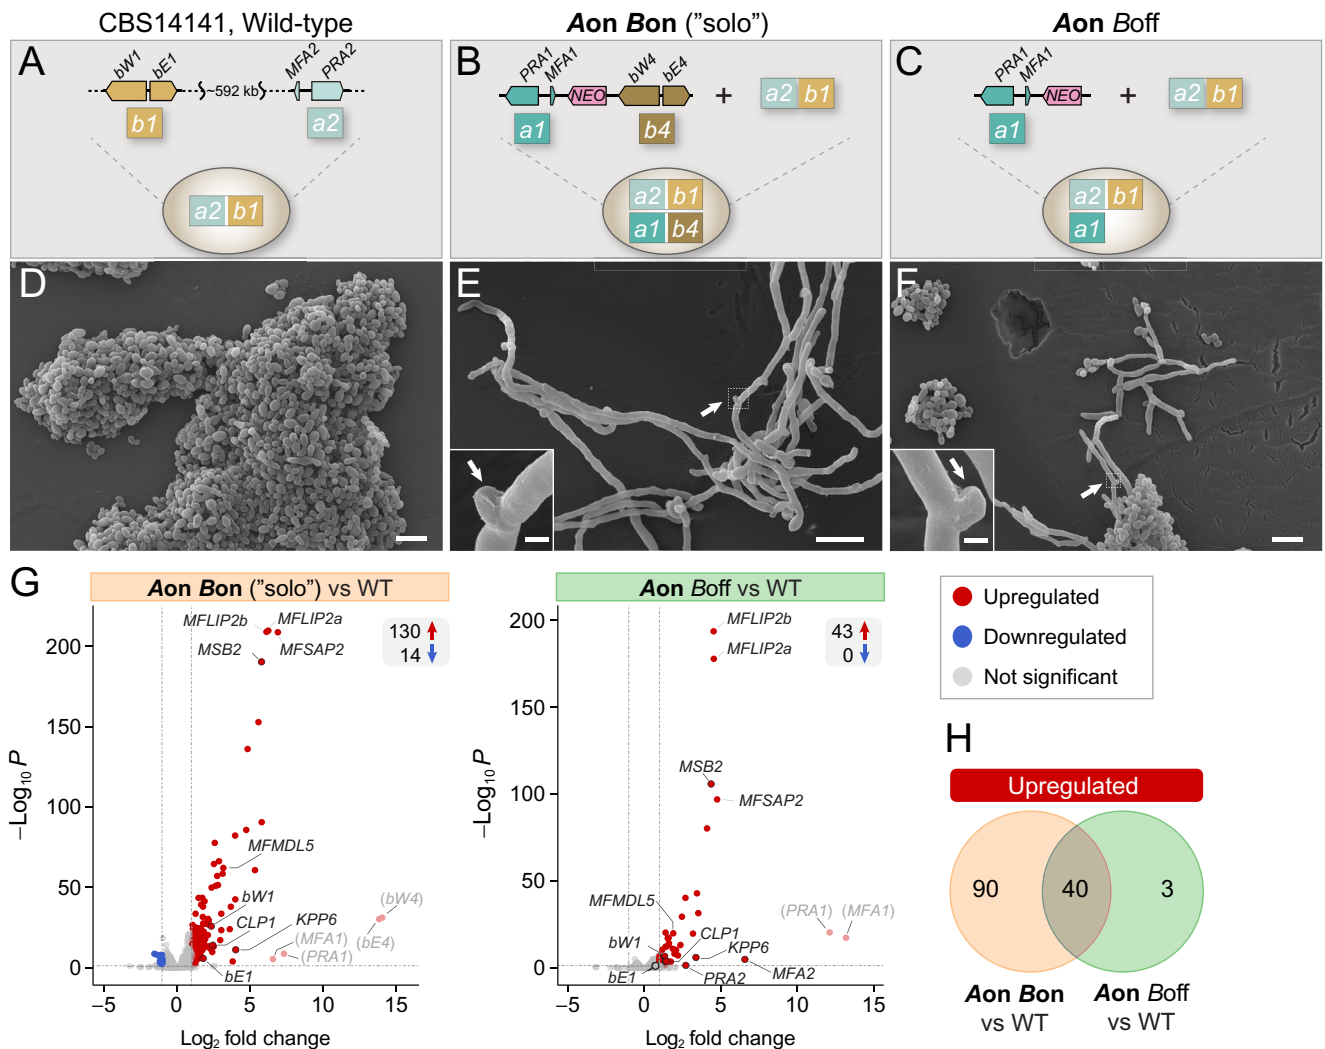 CBS14141, Wild-type
Aon Bon ("solo")
Aon Boff
A
bW1
bE1
~592 kb
MFA2
PRA2
b1
a2
a2 b1
B
PRA1
MFA1
NEO
bW4
bE4
a1
b4
+
a2 b1
a2 b1
a1 b4
C
PRA1
MFA1
NEO
a1
+
a2 b1
a2 b1
a1
D
E
F
G
Aon Bon ("solo") vs WT
MFLIP2b
MFLIP2a
MSB2
MFSAP2
130
14
MFMDL5
bW1
CLP1
KPP6
(bW4)
(bE4)
(MFA1)
(PRA1)
bE1
200
150
100
50
0
−5 0 5 10 15
−Log10 P
Log2 fold change
Aon Boff vs WT
MFLIP2b
MFLIP2a
43
0
MSB2
MFSAP2
MFMDL5
(PRA1)
(MFA1)
bW1
CLP1
KPP6
bE1
PRA2
MFA2
200
150
100
50
0
−5 0 5 10 15
−Log10 P
Log2 fold change
Upregulated
Downregulated
Not significant
H
Upregulated
90
40
3
Aon Bon
vs WT
Aon Boff
vs WT